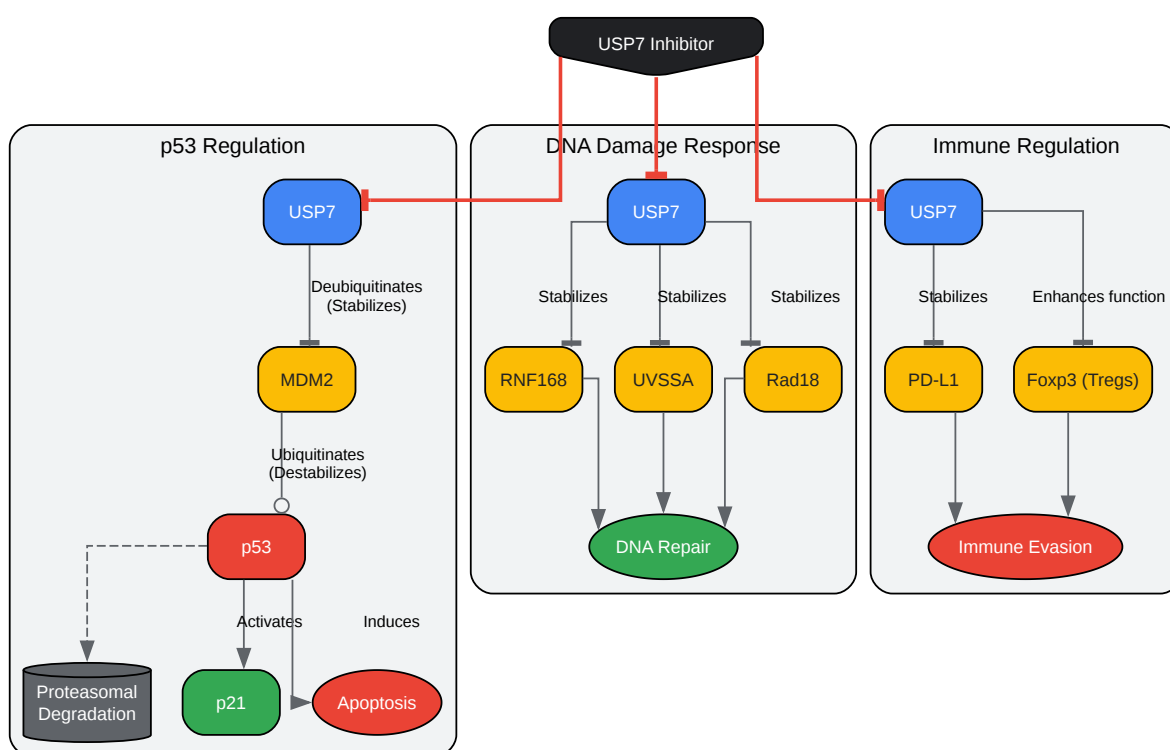 USP7 Inhibitor
p53 Regulation
USP7
Deubiquitinates
(Stabilizes)
MDM2
Ubiquitinates
(Destabilizes)
p53
Activates
Induces
Proteasomal
Degradation
p21
Apoptosis
DNA Damage Response
USP7
Stabilizes
Stabilizes
Stabilizes
RNF168
UVSSA
Rad18
DNA Repair
Immune Regulation
USP7
Stabilizes
Enhances function
PD-L1
Foxp3 (Tregs)
Immune Evasion